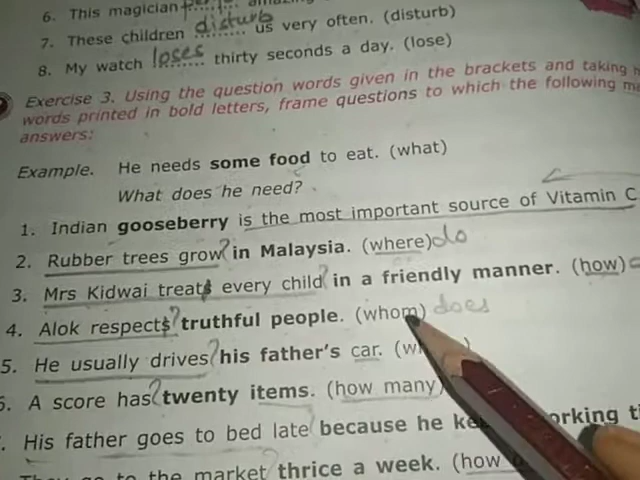 6. This magician
7. These children disturb us very often. (disturb)
8. My watch loses thirty seconds a day. (lose)
Exercise 3. Using the question words given in the brackets and taking
words printed in bold letters, frame questions to which the following
answers:
Example. He needs some food to eat. (what)
What does he need?
1. Indian gooseberry is the most important source of Vitamin C
2. Rubber trees grow? in Malaysia. (where) do
3. Mrs Kidwai treats every child? in a friendly manner. (how)
4. Alok respects? truthful people. (whom) does
5. He usually drives? his father's car.
6. A score has? twenty items. (how many)
7. His father goes to bed late because he working
to the market? thrice a week. (how